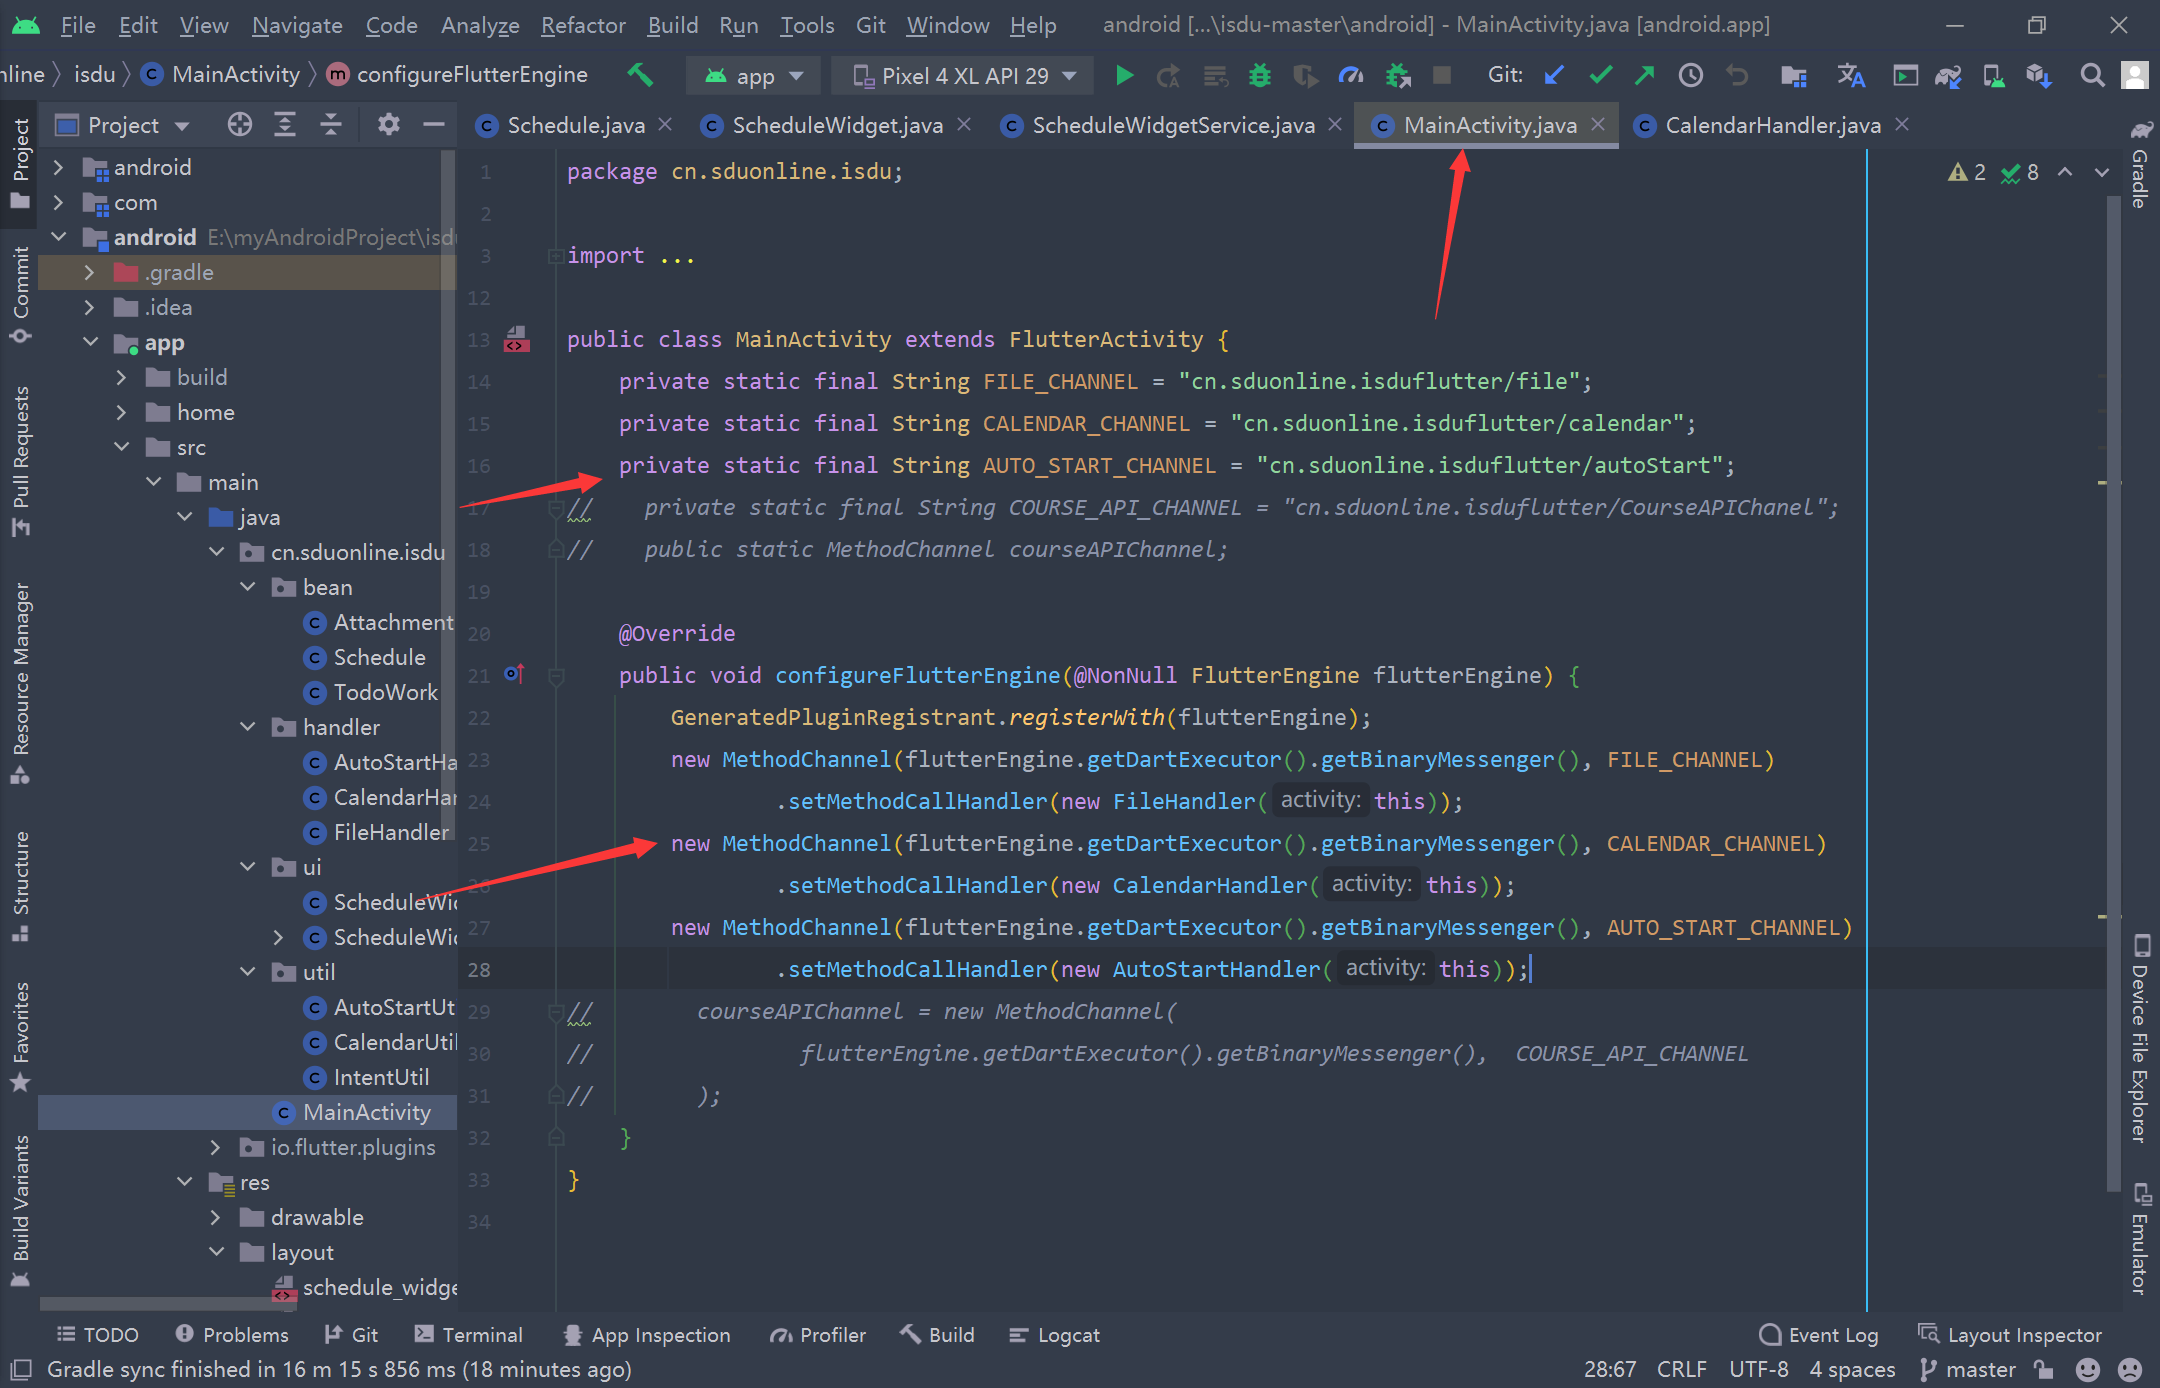 File Edit View Navigate Code Analyze Refactor Build Run Tools Git Window Help android [...\isdu-master\android] - MainActivity.java [android.app]
nline isdu MainActivity configureFlutterEngine app Pixel 4 XL API 29 Git:
Project
Schedule.java ScheduleWidget.java ScheduleWidgetService.java MainActivity.java CalendarHandler.java
Project
Commit
Pull Requests
Resource Manager
Structure
Favorites
Build Variants
android
com
android E:\myAndroidProject\isdu
.gradle
.idea
app
build
home
src
main
java
cn.sduonline.isdu
bean
Attachment
Schedule
TodoWork
handler
AutoStartHa
CalendarHar
FileHandler
ui
ScheduleWic
ScheduleWic
util
AutoStartUt
CalendarUtil
IntentUtil
MainActivity
io.flutter.plugins
res
drawable
layout
schedule_widge
2 8
1 package cn.sduonline.isdu;
2
3 import ...
12
13 public class MainActivity extends FlutterActivity {
14 private static final String FILE_CHANNEL = "cn.sduonline.isduflutter/file";
15 private static final String CALENDAR_CHANNEL = "cn.sduonline.isduflutter/calendar";
16 private static final String AUTO_START_CHANNEL = "cn.sduonline.isduflutter/autoStart";
17 // private static final String COURSE_API_CHANNEL = "cn.sduonline.isduflutter/CourseAPIChanel";
18 // public static MethodChannel courseAPIChannel;
19
20 @Override
21 public void configureFlutterEngine(@NonNull FlutterEngine flutterEngine) {
22 GeneratedPluginRegistrant.registerWith(flutterEngine);
23 new MethodChannel(flutterEngine.getDartExecutor().getBinaryMessenger(), FILE_CHANNEL)
24 .setMethodCallHandler(new FileHandler( activity: this));
25 new MethodChannel(flutterEngine.getDartExecutor().getBinaryMessenger(), CALENDAR_CHANNEL)
26 .setMethodCallHandler(new CalendarHandler( activity: this));
27 new MethodChannel(flutterEngine.getDartExecutor().getBinaryMessenger(), AUTO_START_CHANNEL)
28 .setMethodCallHandler(new AutoStartHandler( activity: this));
29 // courseAPIChannel = new MethodChannel(
30 // flutterEngine.getDartExecutor().getBinaryMessenger(), COURSE_API_CHANNEL
31 // );
32 }
33 }
34
Gradle
Device File Explorer
Emulator
TODO Problems Git Terminal App Inspection Profiler Build Logcat Event Log Layout Inspector
Gradle sync finished in 16 m 15 s 856 ms (18 minutes ago) 28:67 CRLF UTF-8 4 spaces master